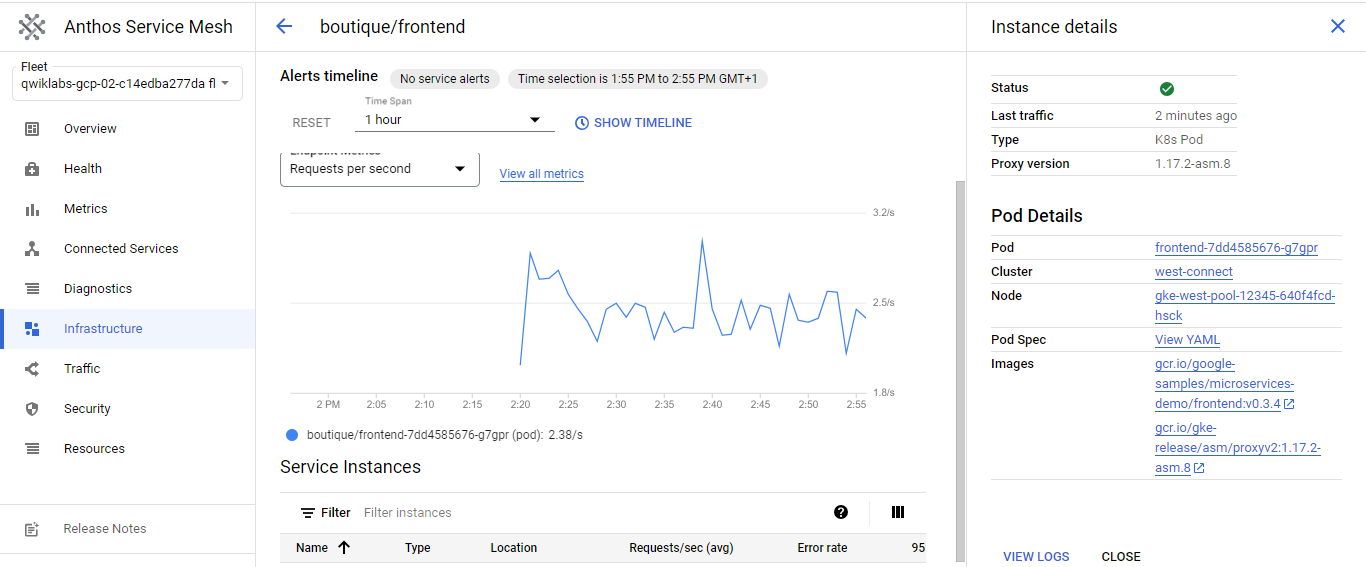 Anthos Service Mesh
Fleet
qwiklabs-gcp-02-c14edba277da fl
Overview
Health
Metrics
Connected Services
Diagnostics
Infrastructure
Traffic
Security
Resources
Release Notes
boutique/frontend
Alerts timeline
No service alerts
Time selection is 1:55 PM to 2:55 PM GMT+1
RESET
Time Span
1 hour
SHOW TIMELINE
Endpoint Metrics
Requests per second
View all metrics
3.2/s
2.5/s
1.8/s
2 PM 2:05 2:10 2:15 2:20 2:25 2:30 2:35 2:40 2:45 2:50 2:55
boutique/frontend-7dd4585676-g7gpr (pod): 2.38/s
Service Instances
Filter Filter instances
Name Type Location Requests/sec (avg) Error rate 95
Instance details
Status
Last traffic 2 minutes ago
Type K8s Pod
Proxy version 1.17.2-asm.8
Pod Details
Pod frontend-7dd4585676-g7gpr
Cluster west-connect
Node gke-west-pool-12345-640f4fcd-
hsck
Pod Spec View YAML
Images gcr.io/google-
samples/microservices-
demo/frontend:v0.3.4
gcr.io/gke-
release/asm/proxyv2:1.17.2-
asm.8
VIEW LOGS CLOSE